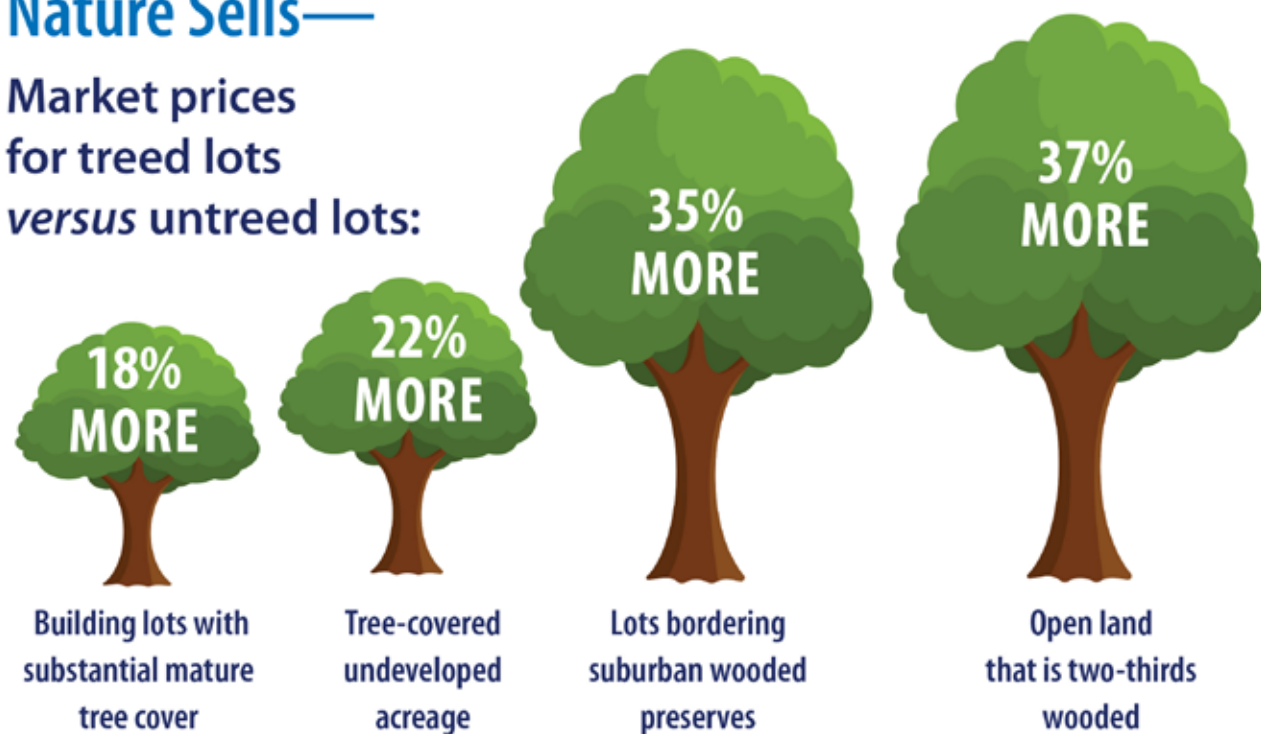 Nature Sells—
Market prices
for treed lots
versus untreed lots:
18%
MORE
22%
MORE
35%
MORE
37%
MORE
Building lots with
substantial mature
tree cover
Tree-covered
undeveloped
acreage
Lots bordering
suburban wooded
preserves
Open land
that is two-thirds
wooded